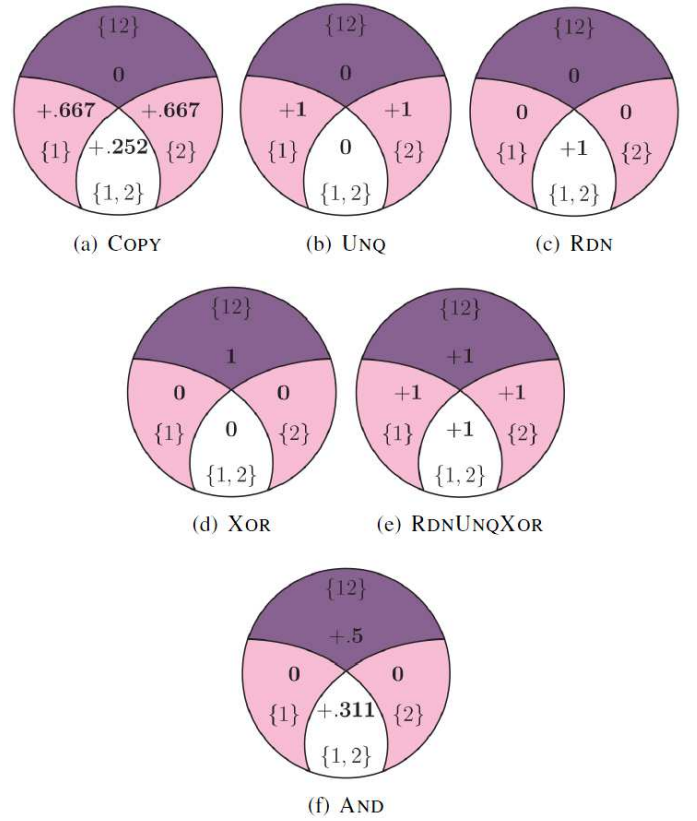 {12} {12} {12}
0 0 0
+.667 +.667 +1 +1 0 0
{1} +.252 {2} {1} 0 {2} {1} +1 {2}
{1, 2} {1, 2} {1, 2}
(a) COPY (b) UNQ (c) RDN
{12} {12}
1 +1
0 0 +1 +1
{1} 0 {2} {1} +1 {2}
{1, 2} {1, 2}
(d) XOR (e) RDNUNQXOR
{12}
+.5
0 0
{1} +.311 {2}
{1, 2}
(f) AND